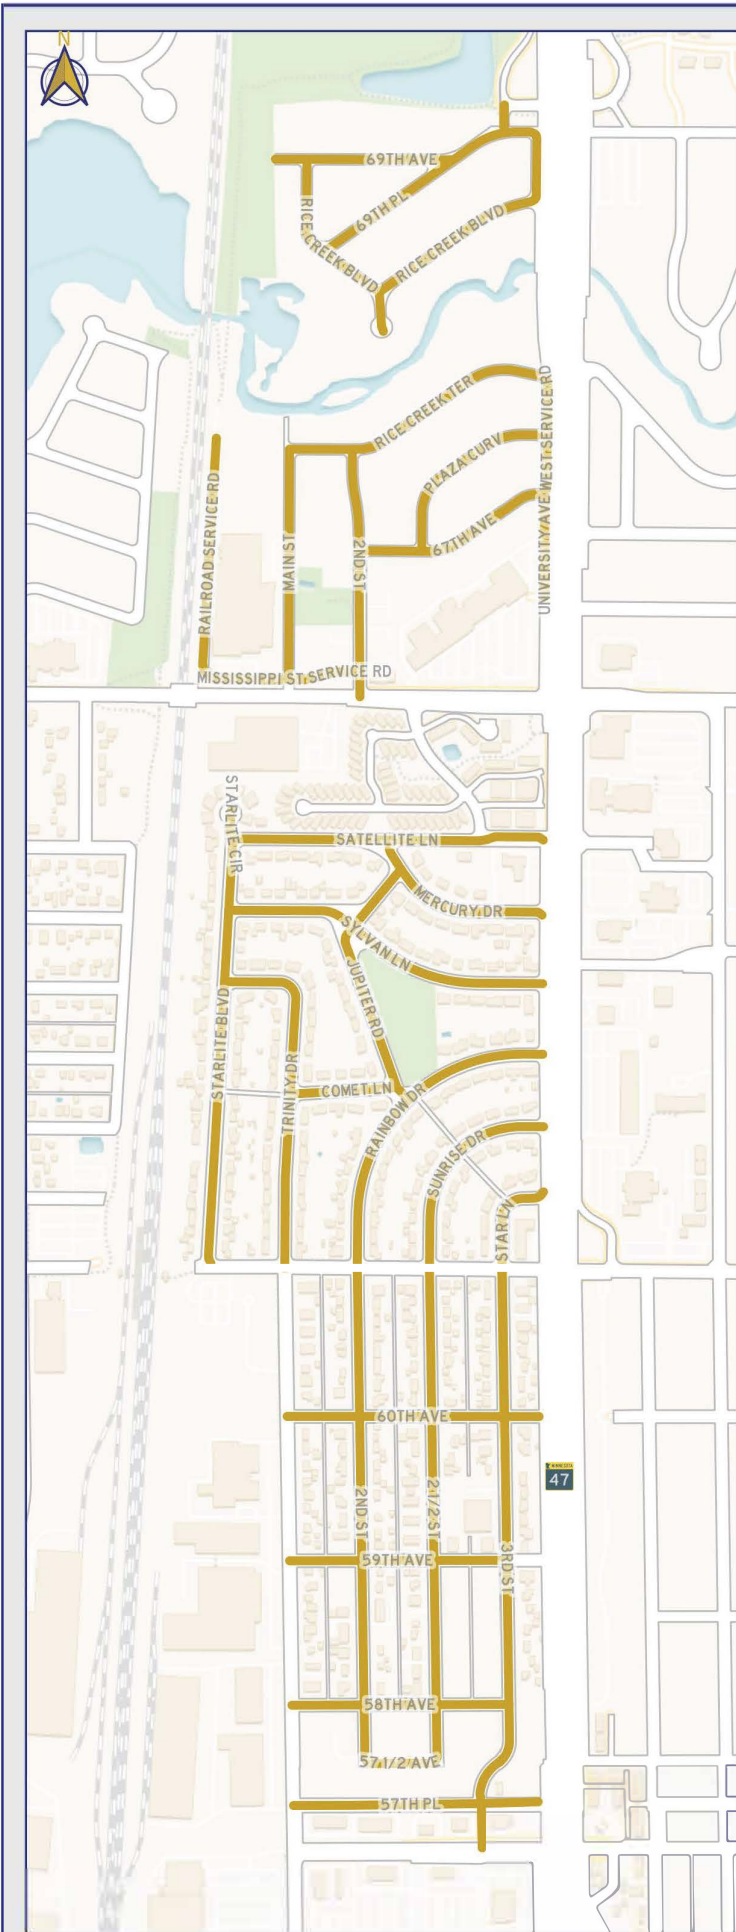 N
69TH AVE
69TH PL
RICE CREEK BLVD
RICE CREEK BLVD
RICE CREEK TER
PLAZA CURV
67TH AVE
UNIVERSITY AVE WEST SERVICE RD
RAILROAD SERVICE RD
MAIN ST
2ND ST
MISSISSIPPI ST SERVICE RD
STARLITE CIR
SATELLITE LN
MERCURY DR
SYLVAN LN
JUPITER RD
STARLITE BLVD
TRINITY DR
COMET LN
RAINBOW DR
SUNRISE DR
STAR LN
60TH AVE
MINNESOTA
47
2ND ST
2 1/2 ST
3RD ST
59TH AVE
58TH AVE
57 1/2 AVE
57TH PL